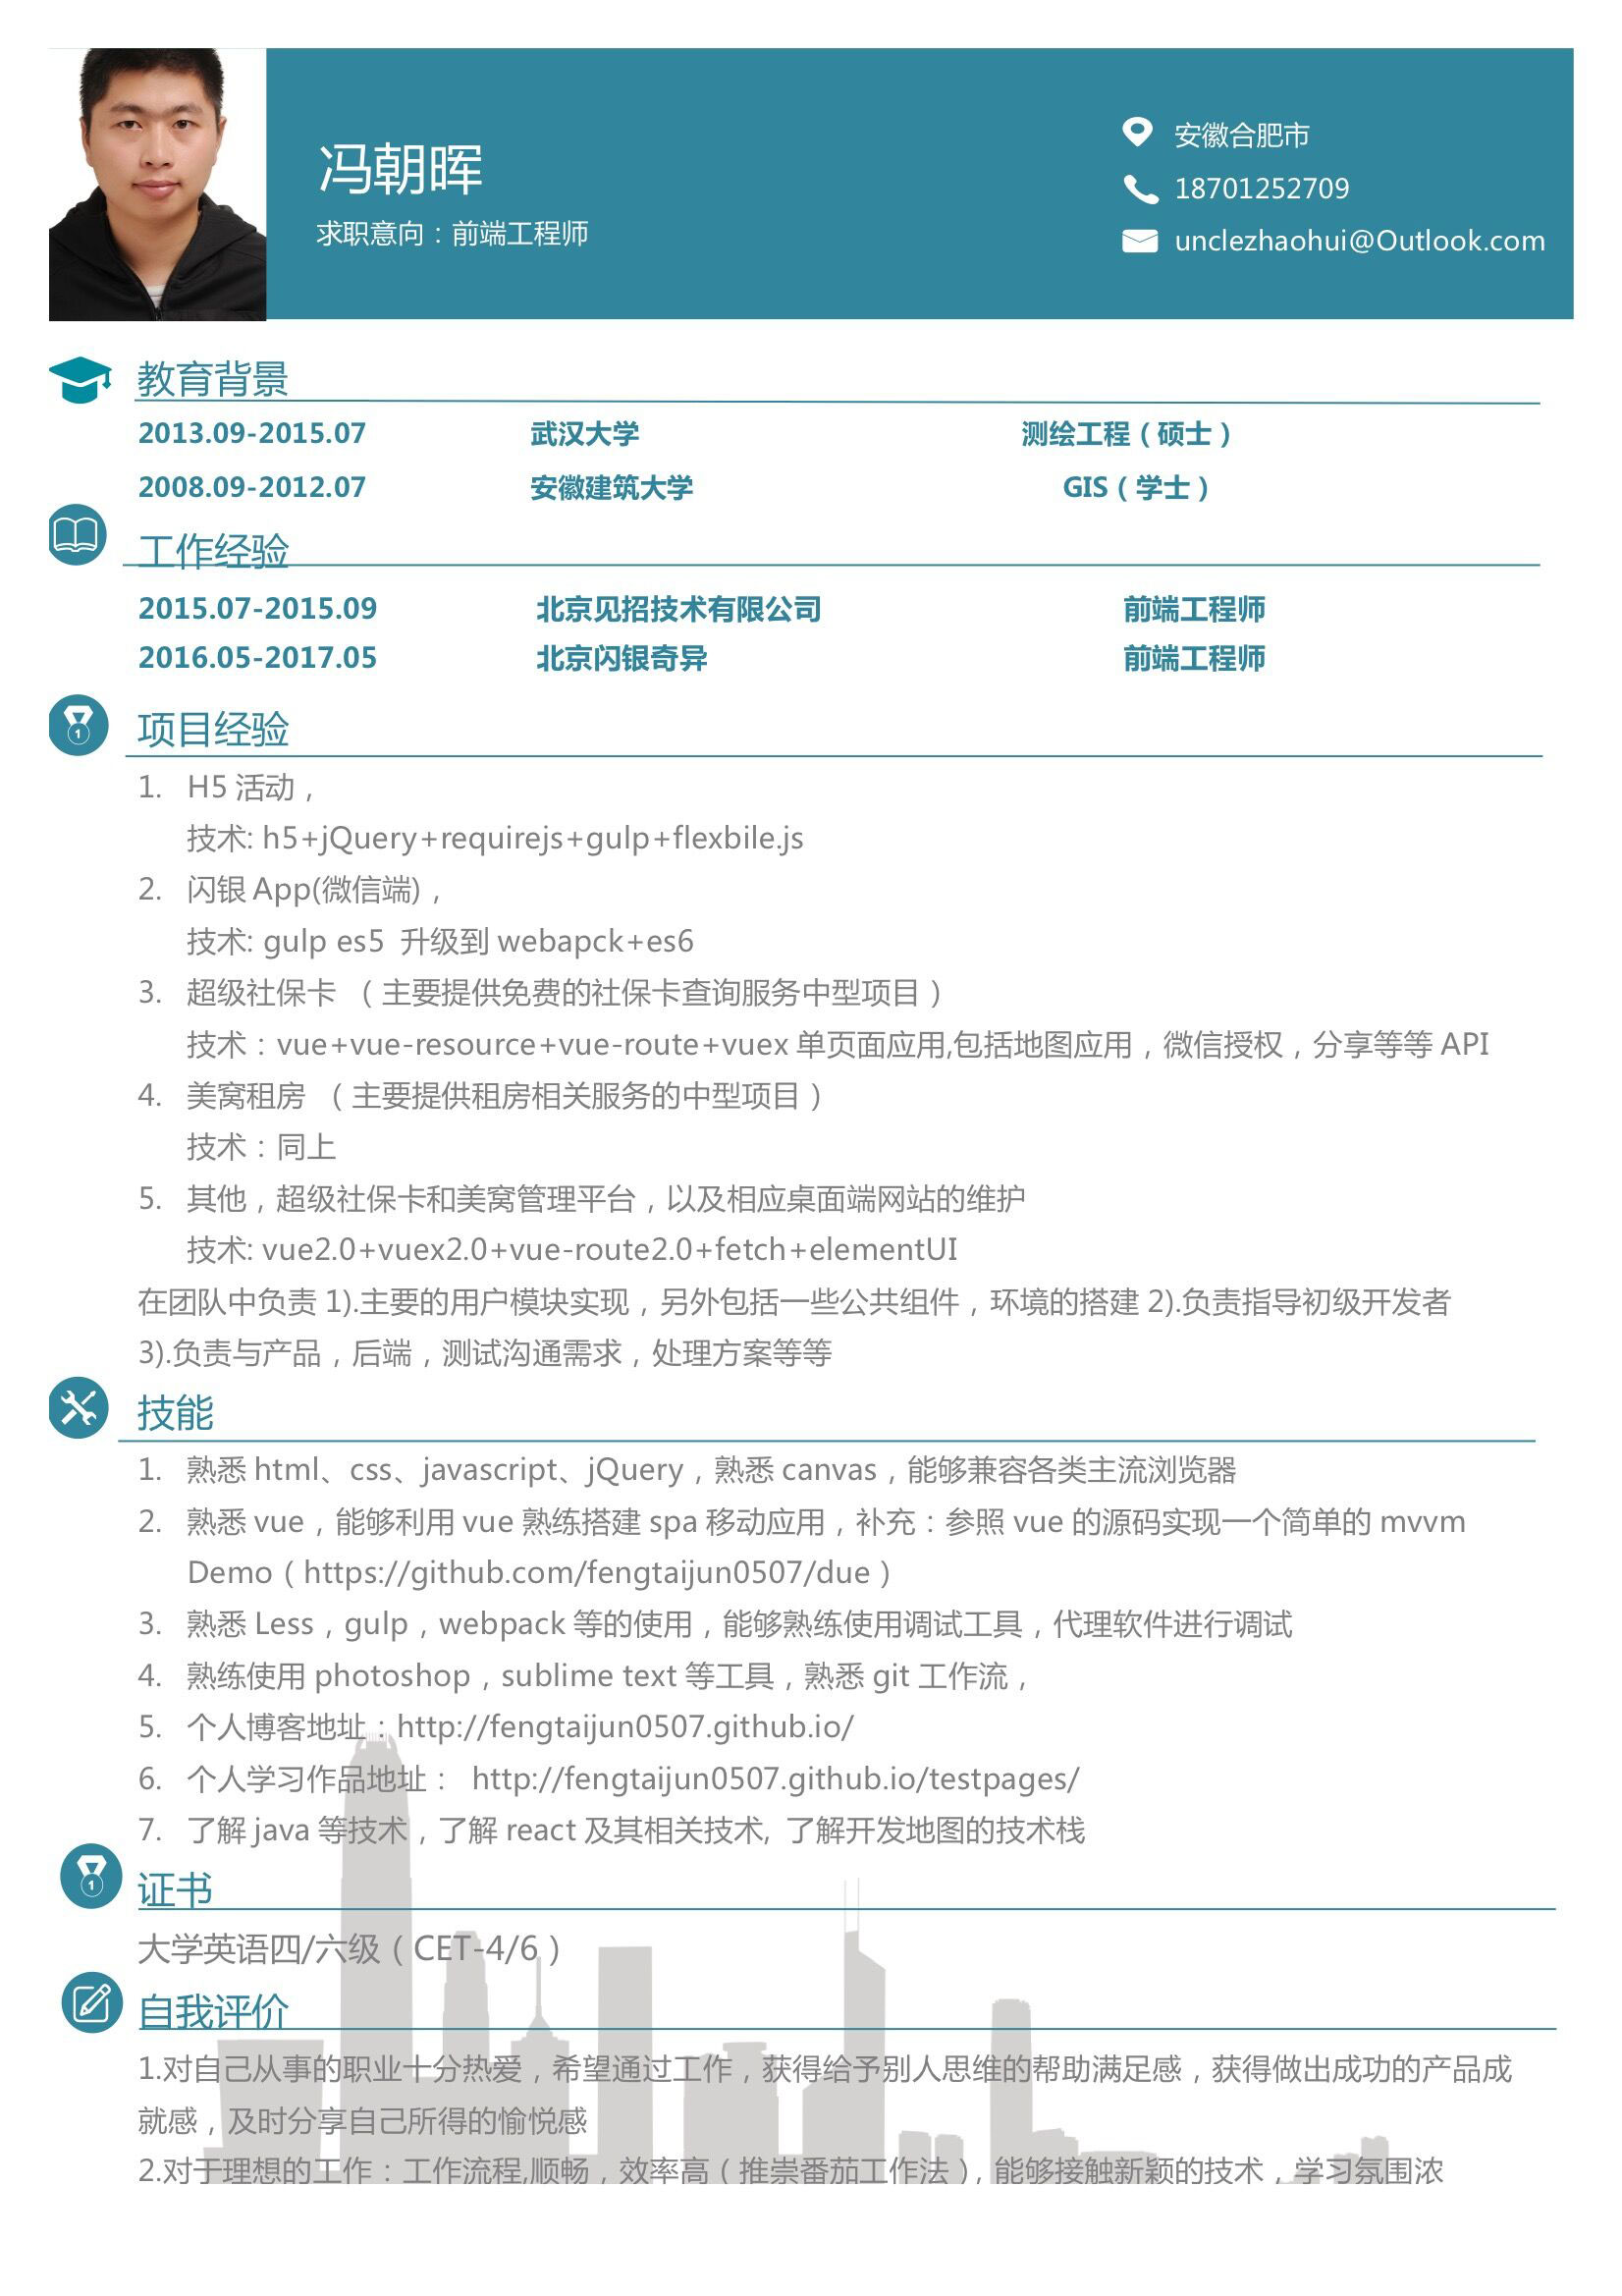 冯朝晖
求职意向：前端工程师
安徽合肥市
18701252709
unclezhaohui@Outlook.com
教育背景
2013.09-2015.07 武汉大学 测绘工程（硕士）
2008.09-2012.07 安徽建筑大学 GIS（学士）
工作经验
2015.07-2015.09 北京见招技术有限公司 前端工程师
2016.05-2017.05 北京闪银奇异 前端工程师
项目经验
1. H5 活动，
技术: h5+jQuery+requirejs+gulp+flexbile.js
2. 闪银 App(微信端)，
技术: gulp es5 升级到 webapck+es6
3. 超级社保卡 （主要提供免费的社保卡查询服务中型项目）
技术：vue+vue-resource+vue-route+vuex 单页面应用,包括地图应用，微信授权，分享等等 API
4. 美窝租房 （主要提供租房相关服务的中型项目）
技术：同上
5. 其他，超级社保卡和美窝管理平台，以及相应桌面端网站的维护
技术: vue2.0+vuex2.0+vue-route2.0+fetch+elementUI
在团队中负责 1).主要的用户模块实现，另外包括一些公共组件，环境的搭建 2).负责指导初级开发者
3).负责与产品，后端，测试沟通需求，处理方案等等
技能
1. 熟悉 html、css、javascript、jQuery，熟悉 canvas，能够兼容各类主流浏览器
2. 熟悉 vue，能够利用 vue 熟练搭建 spa 移动应用，补充：参照 vue 的源码实现一个简单的 mvvm
Demo（https://github.com/fengtaijun0507/due）
3. 熟悉 Less，gulp，webpack 等的使用，能够熟练使用调试工具，代理软件进行调试
4. 熟练使用 photoshop，sublime text 等工具，熟悉 git 工作流，
5. 个人博客地址：http://fengtaijun0507.github.io/
6. 个人学习作品地址： http://fengtaijun0507.github.io/testpages/
7. 了解 java 等技术，了解 react 及其相关技术, 了解开发地图的技术栈
证书
大学英语四/六级（CET-4/6）
自我评价
1.对自己从事的职业十分热爱，希望通过工作，获得给予别人思维的帮助满足感，获得做出成功的产品成
就感，及时分享自己所得的愉悦感
2.对于理想的工作：工作流程,顺畅，效率高（推崇番茄工作法），能够接触新颖的技术，学习氛围浓